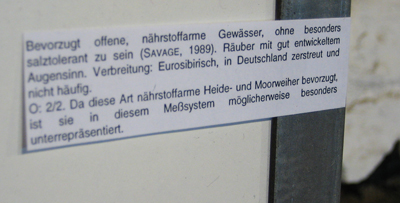 Bevorzugt offene, nährstoffarme Gewässer, ohne besonders
salztolerant zu sein (SAVAGE, 1989). Räuber mit gut entwickeltem
Augensinn. Verbreitung: Eurosibirisch, in Deutschland zerstreut und
nicht häufig.
O: 2/2. Da diese Art nährstoffarme Heide- und Moorweiher bevorzugt,
ist sie in diesem Meßsystem möglicherweise besonders
unterrepräsentiert.